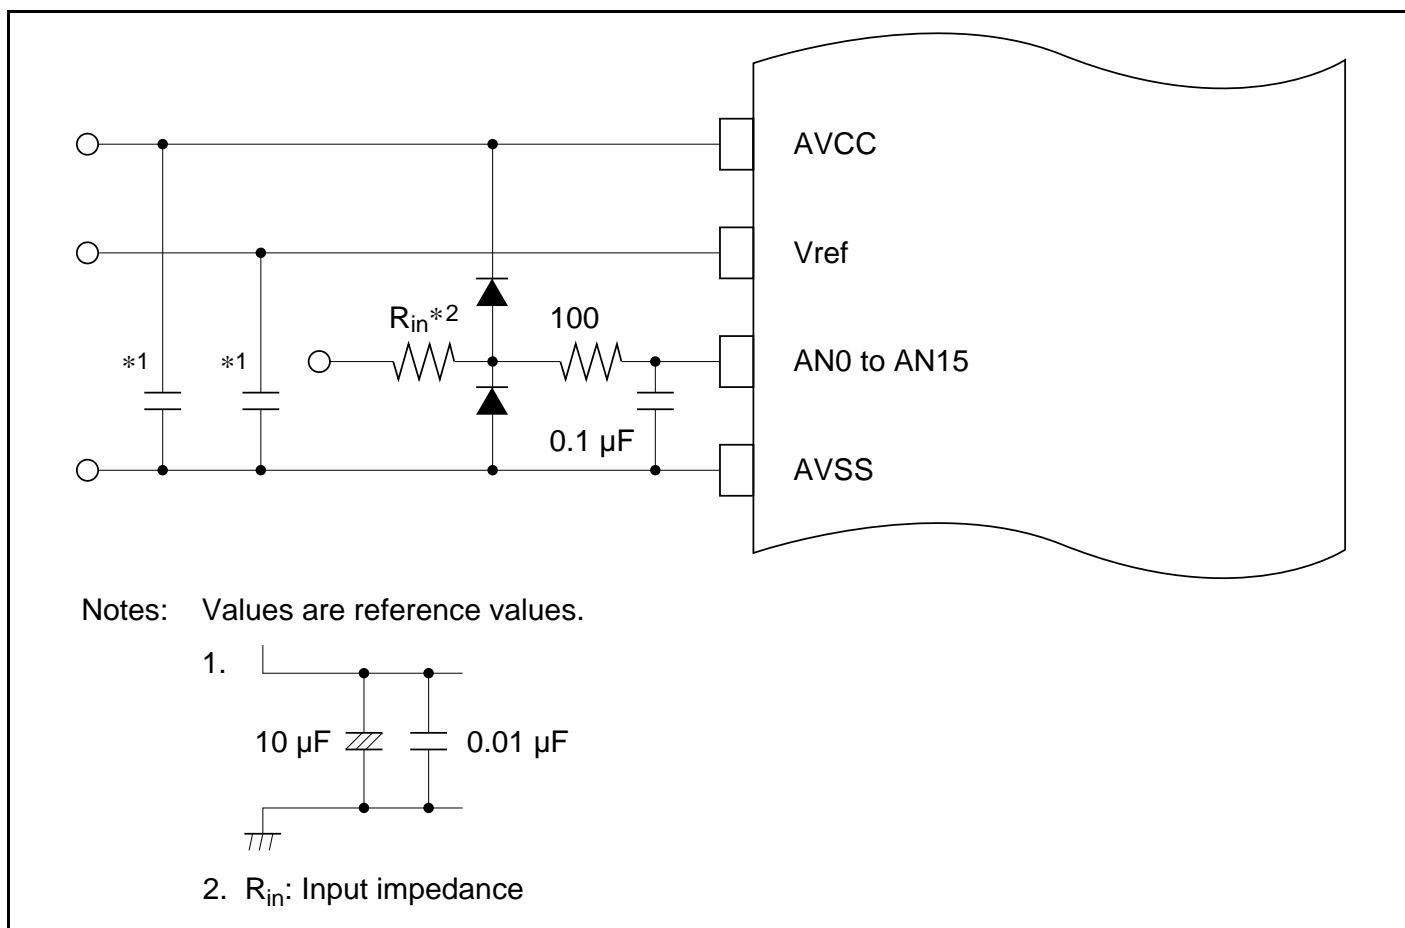 AVCC
Vref
Rin*2
100
*1
*1
AN0 to AN15
0.1 µF
AVSS
Notes: Values are reference values.
1.
10 µF
0.01 µF
2. Rin: Input impedance